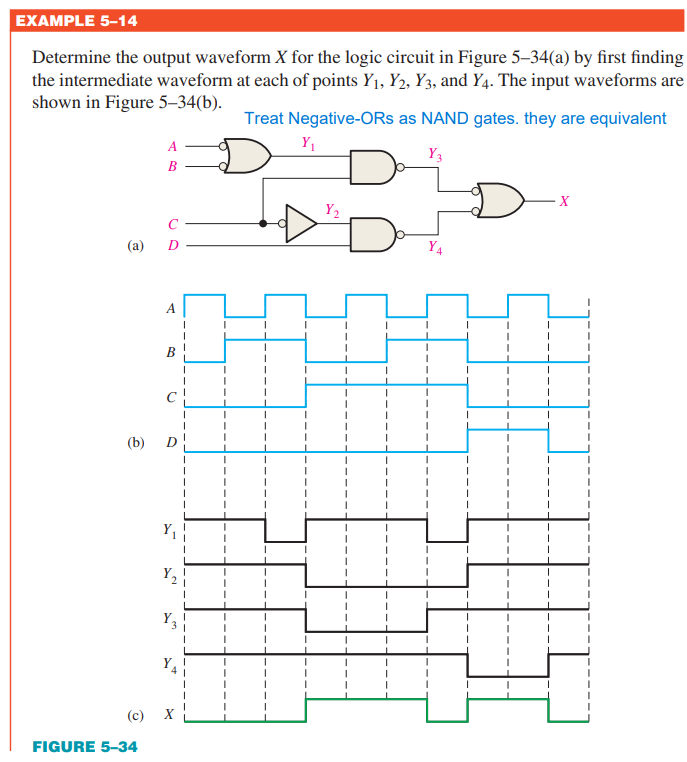 EXAMPLE 5–14
Determine the output waveform X for the logic circuit in Figure 5–34(a) by first finding
the intermediate waveform at each of points Y1, Y2, Y3, and Y4. The input waveforms are
shown in Figure 5–34(b).
Treat Negative-ORs as NAND gates. they are equivalent
A
Y1
B
Y3
X
Y2
C
(a) D
Y4
A
B
C
(b) D
Y1
Y2
Y3
Y4
(c) X
FIGURE 5–34